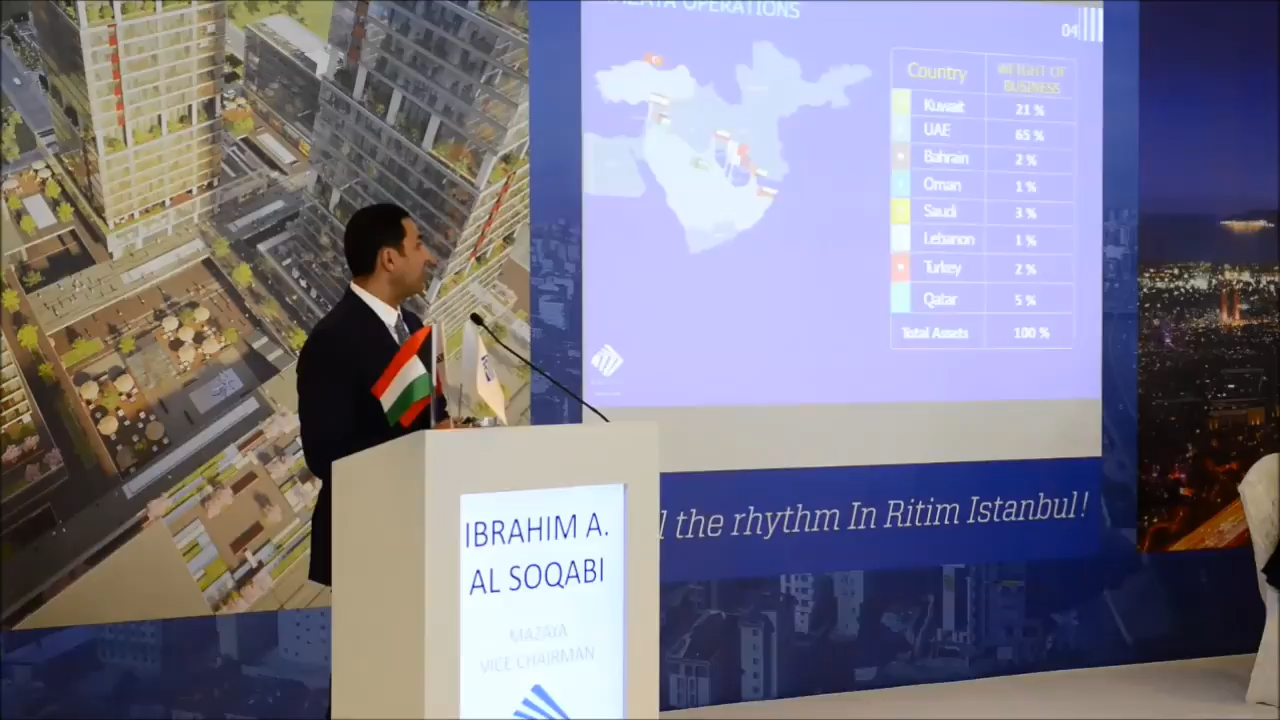 MAZAYA OPERATIONS
04
Country WEIGHT OF BUSINESS
Kuwait 21 %
UAE 65 %
Bahrain 2 %
Oman 1 %
Saudi 3 %
Lebanon 1 %
Turkey 2 %
Qatar 5 %
Total Assets 100 %
the rhythm In Ritim Istanbul!
IBRAHIM A.
AL SOQABI
MAZAYA
VICE CHAIRMAN